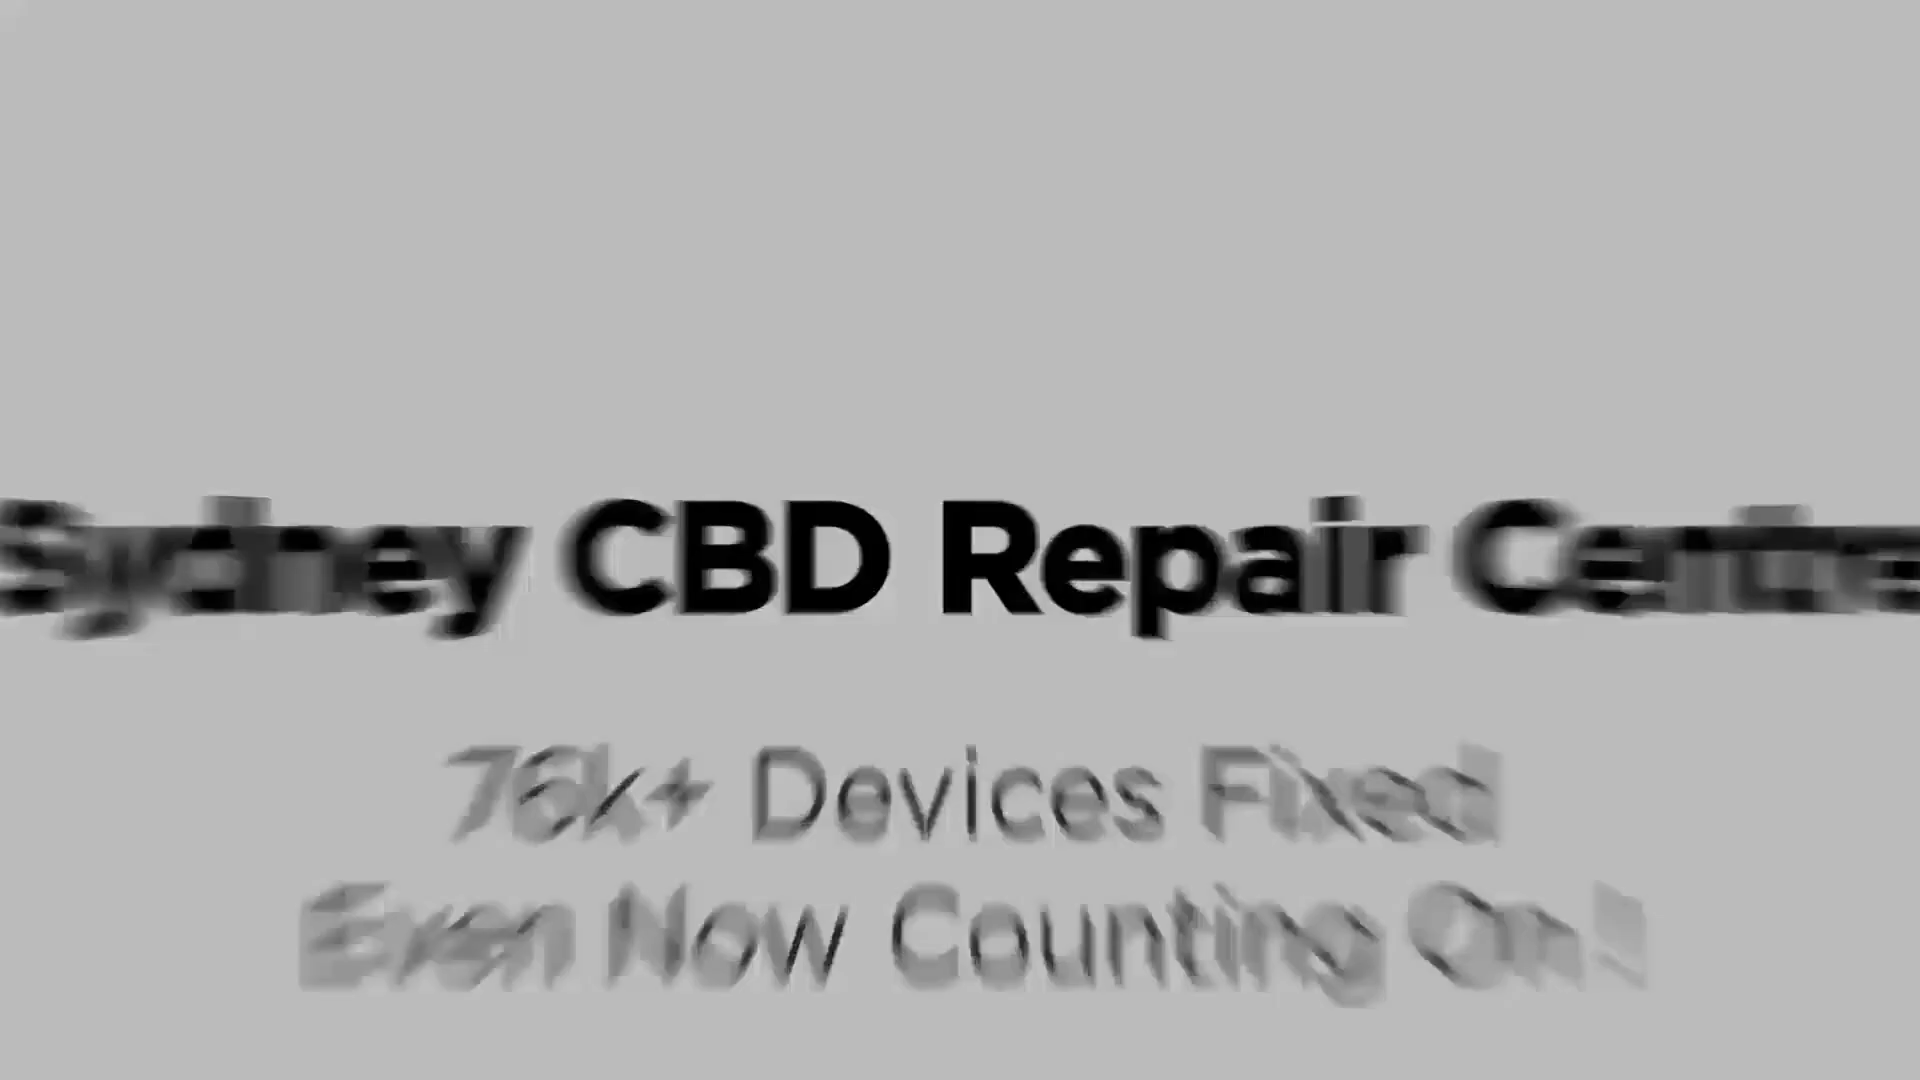 Sydney CBD Repair Centre
76k+ Devices Fixed
Even Now Counting On!